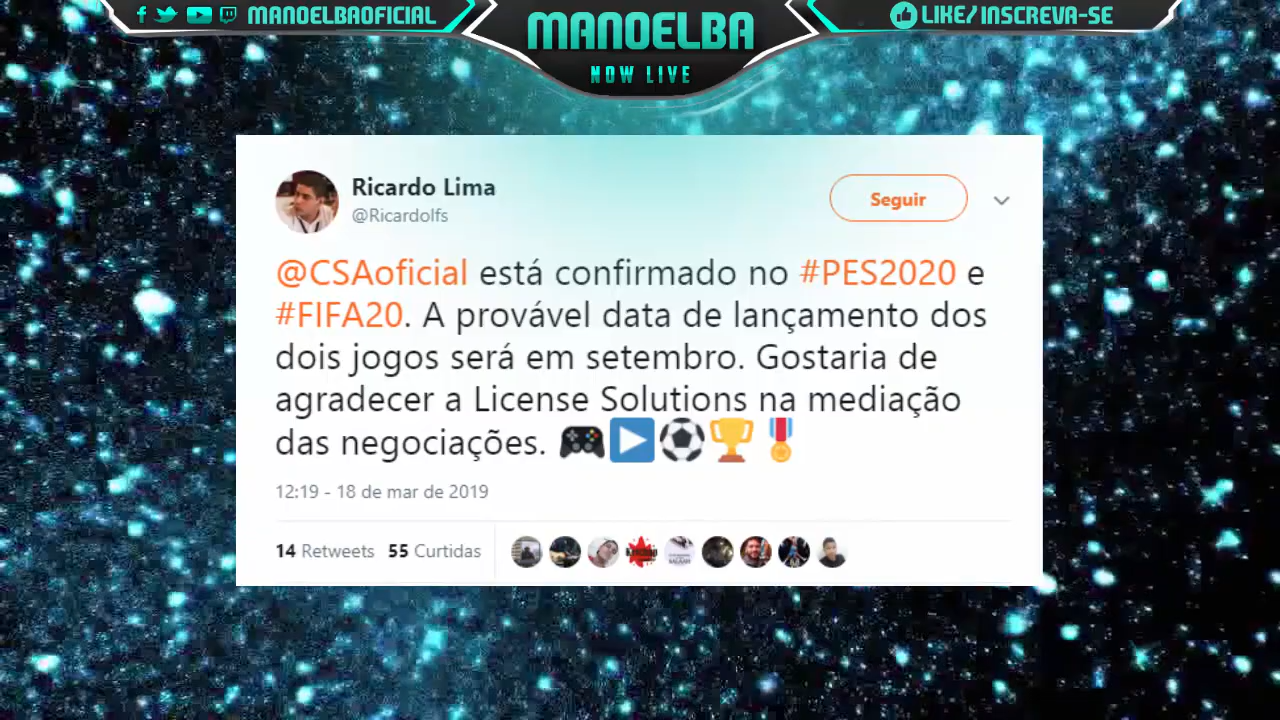 MANOELBAOFICIAL
MANOELBA
NOW LIVE
LIKE/INSCREVA-SE
Ricardo Lima
@Ricardolfs
Seguir
@CSAoficial está confirmado no #PES2020 e
#FIFA20. A provável data de lançamento dos
dois jogos será em setembro. Gostaria de
agradecer a License Solutions na mediação
das negociações. 🎮▶️⚽🏆🎖️
12:19 - 18 de mar de 2019
14 Retweets 55 Curtidas